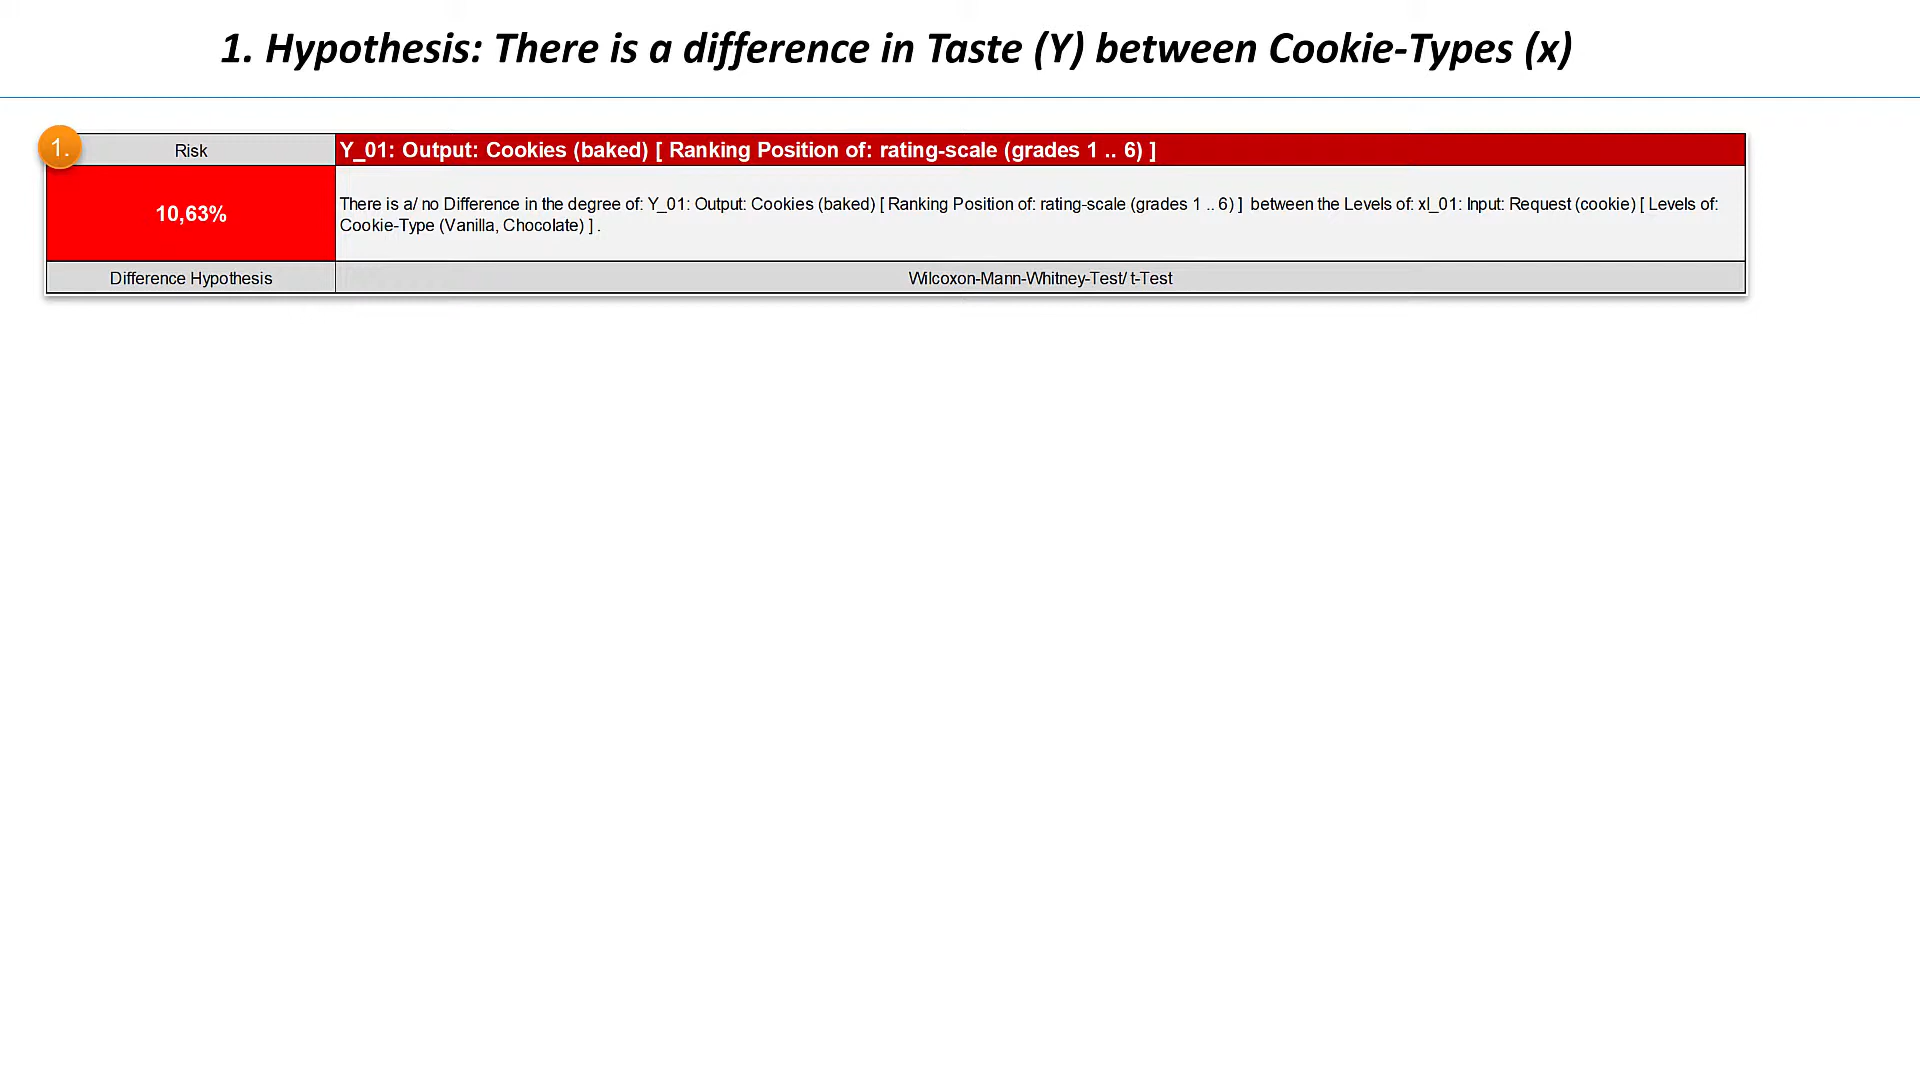 1. Hypothesis: There is a difference in Taste (Y) between Cookie-Types (x)
1.
Risk
Y_01: Output: Cookies (baked) [ Ranking Position of: rating-scale (grades 1 .. 6) ]
10,63%
There is a/ no Difference in the degree of: Y_01: Output: Cookies (baked) [ Ranking Position of: rating-scale (grades 1 .. 6) ]  between the Levels of: xl_01: Input: Request (cookie) [ Levels of:
Cookie-Type (Vanilla, Chocolate) ] .
Difference Hypothesis
Wilcoxon-Mann-Whitney-Test/ t-Test